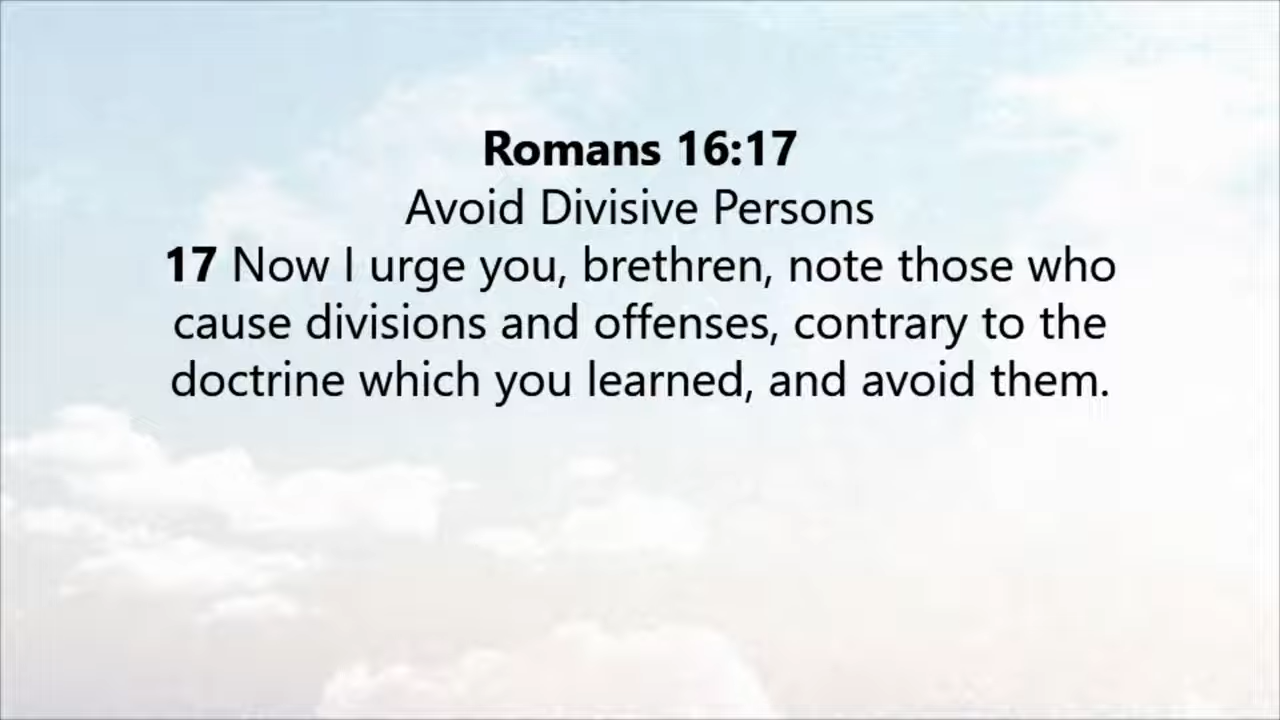 Romans 16:17
Avoid Divisive Persons
17 Now I urge you, brethren, note those who
cause divisions and offenses, contrary to the
doctrine which you learned, and avoid them.